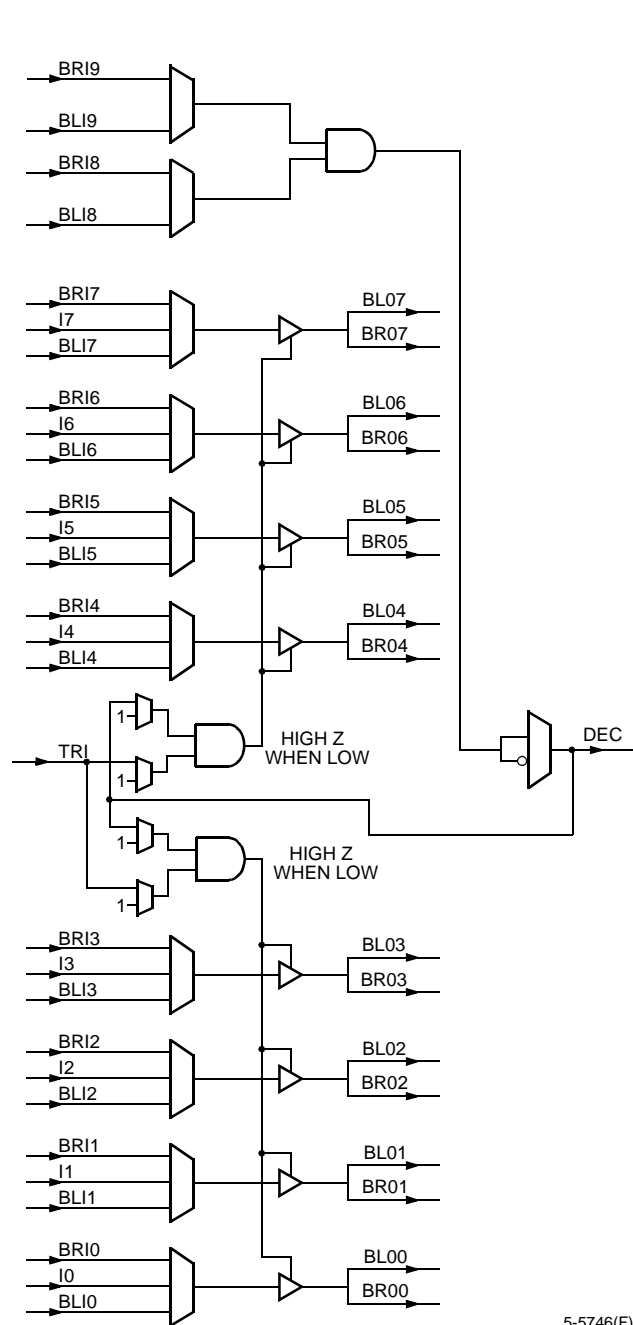 BRI9
BLI9
BRI8
BLI8
BRI7
I7
BLI7
BL07
BR07
BRI6
I6
BLI6
BL06
BR06
BRI5
I5
BLI5
BL05
BR05
BRI4
I4
BLI4
BL04
BR04
1
TRI
1
HIGH Z
WHEN LOW
DEC
1
1
HIGH Z
WHEN LOW
BRI3
I3
BLI3
BL03
BR03
BRI2
I2
BLI2
BL02
BR02
BRI1
I1
BLI1
BL01
BR01
BRI0
I0
BLI0
BL00
BR00
5-5746(F)